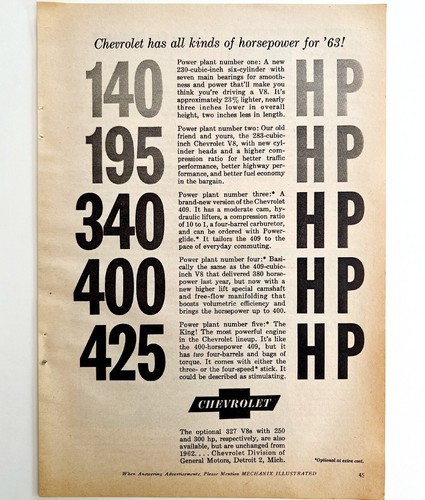 Chevrolet has all kinds of horsepower for '63!
140 HP
Power plant number one: A new
230-cubic-inch six-cylinder with
seven main bearings for smooth-
ness and power that'll make you
think you're driving a V8. It's
approximately 23% lighter, nearly
three inches lower in overall
height, two inches less in length.
195 HP
Power plant number two: Our old
friend and yours, the 283-cubic-
inch Chevrolet V8, with new cyl-
inder heads and a higher com-
pression ratio for better traffic
performance, better highway per-
formance, and better fuel economy
in the bargain.
340 HP
Power plant number three:* A
brand-new version of the Chevrolet
409. It has a moderate cam, hy-
draulic lifters, a compression ratio
of 10 to 1, a four-barrel carburetor,
and can be ordered with Power-
glide.* It tailors the 409 to the
pace of everyday commuting.
400 HP
Power plant number four:* Basi-
cally the same as the 409-cubic-
inch V8 that delivered 380 horse-
power last year, but now with a
new higher lift special camshaft
and free-flow manifolding that
boosts volumetric efficiency and
brings the horsepower up to 400.
425 HP
Power plant number five:* The
King! The most powerful engine
in the Chevrolet lineup. It's like
the 400-horsepower 409, but it
has two four-barrels and bags of
torque. It comes with either the
three- or the four-speed* stick. It
could be described as stimulating.
CHEVROLET
The optional 327 V8s with 250
and 300 hp, respectively, are also
available, but are unchanged from
1962. . . . Chevrolet Division of
General Motors, Detroit 2, Mich.
*Optional at extra cost.
When Answering Advertisements, Please Mention MECHANIX ILLUSTRATED
45